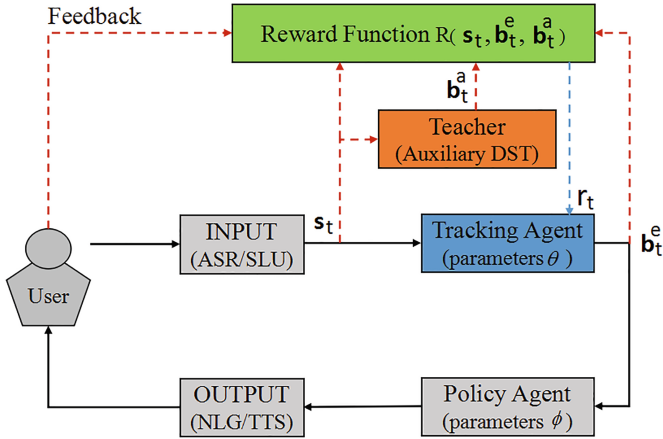 Feedback
Reward Function R( s_t, b_t^e, b_t^a )
b_t^a
Teacher
(Auxiliary DST)
r_t
s_t
INPUT
(ASR/SLU)
Tracking Agent
(parameters θ )
b_t^e
User
OUTPUT
(NLG/TTS)
Policy Agent
(parameters ϕ )